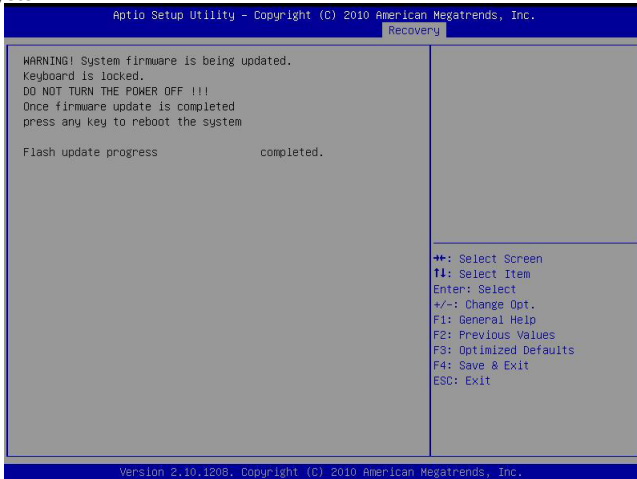 Aptio Setup Utility – Copyright (C) 2010 American Megatrends, Inc.
Recovery
WARNING! System firmware is being updated.
Keyboard is locked.
DO NOT TURN THE POWER OFF !!!
Once firmware update is completed
press any key to reboot the system
Flash update progress completed.
→←: Select Screen
↑↓: Select Item
Enter: Select
+/-: Change Opt.
F1: General Help
F2: Previous Values
F3: Optimized Defaults
F4: Save & Exit
ESC: Exit
Version 2.10.1208. Copyright (C) 2010 American Megatrends, Inc.